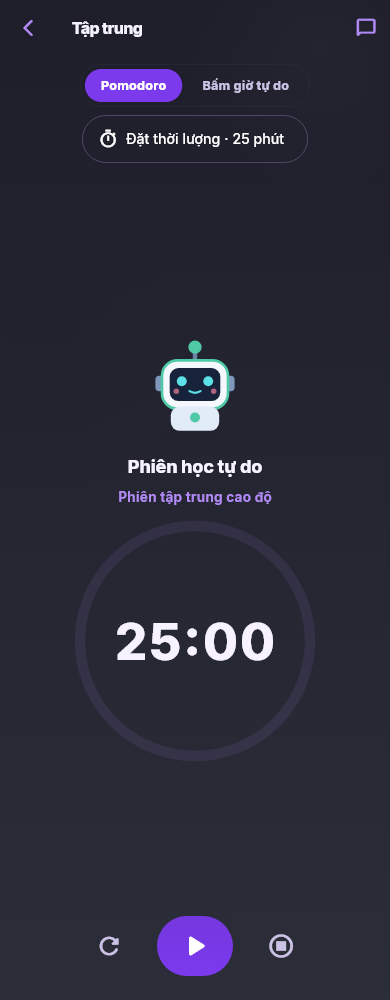 Tập trung
Pomodoro
Bấm giờ tự do
Đặt thời lượng · 25 phút
Phiên học tự do
Phiên tập trung cao độ
25:00